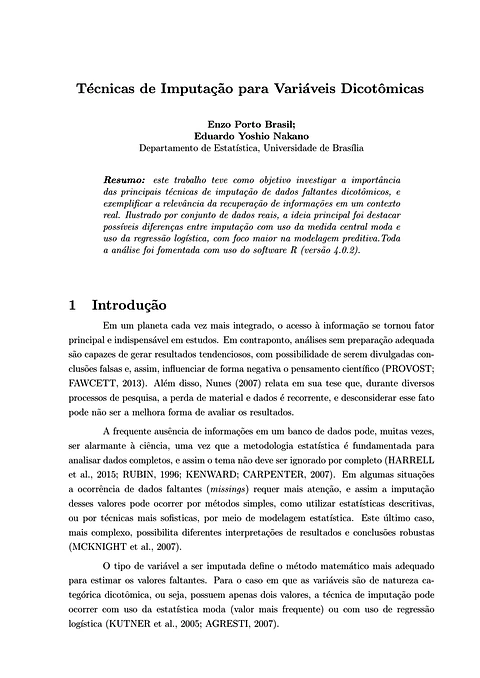 Técnicas de Imputação para Variáveis Dicotômicas
Enzo Porto Brasil;
Eduardo Yoshio Nakano
Departamento de Estatística, Universidade de Brasília
Resumo: este trabalho teve como objetivo investigar a importância
das principais técnicas de imputação de dados faltantes dicotômicos, e
exemplificar a relevância da recuperação de informações em um contexto
real. Ilustrado por conjunto de dados reais, a ideia principal foi destacar
possíveis diferenças entre imputação com uso da medida central moda e
uso da regressão logística, com foco maior na modelagem preditiva.Toda
a análise foi fomentada com uso do software R (versão 4.0.2).
1 Introdução
Em um planeta cada vez mais integrado, o acesso à informação se tornou fator
principal e indispensável em estudos. Em contraponto, análises sem preparação adequada
são capazes de gerar resultados tendenciosos, com possibilidade de serem divulgadas con-
clusões falsas e, assim, influenciar de forma negativa o pensamento científico (PROVOST;
FAWCETT, 2013). Além disso, Nunes (2007) relata em sua tese que, durante diversos
processos de pesquisa, a perda de material e dados é recorrente, e desconsiderar esse fato
pode não ser a melhora forma de avaliar os resultados.
A frequente ausência de informações em um banco de dados pode, muitas vezes,
ser alarmante à ciência, uma vez que a metodologia estatística é fundamentada para
analisar dados completos, e assim o tema não deve ser ignorado por completo (HARRELL
et al., 2015; RUBIN, 1996; KENWARD; CARPENTER, 2007). Em algumas situações
a ocorrência de dados faltantes (missings) requer mais atenção, e assim a imputação
desses valores pode ocorrer por métodos simples, como utilizar estatísticas descritivas,
ou por técnicas mais sofisticas, por meio de modelagem estatística. Este último caso,
mais complexo, possibilita diferentes interpretações de resultados e conclusões robustas
(MCKNIGHT et al., 2007).
O tipo de variável a ser imputada define o método matemático mais adequado
para estimar os valores faltantes. Para o caso em que as variáveis são de natureza ca-
tegórica dicotômica, ou seja, possuem apenas dois valores, a técnica de imputação pode
ocorrer com uso da estatística moda (valor mais frequente) ou com uso de regressão
logística (KUTNER et al., 2005; AGRESTI, 2007).